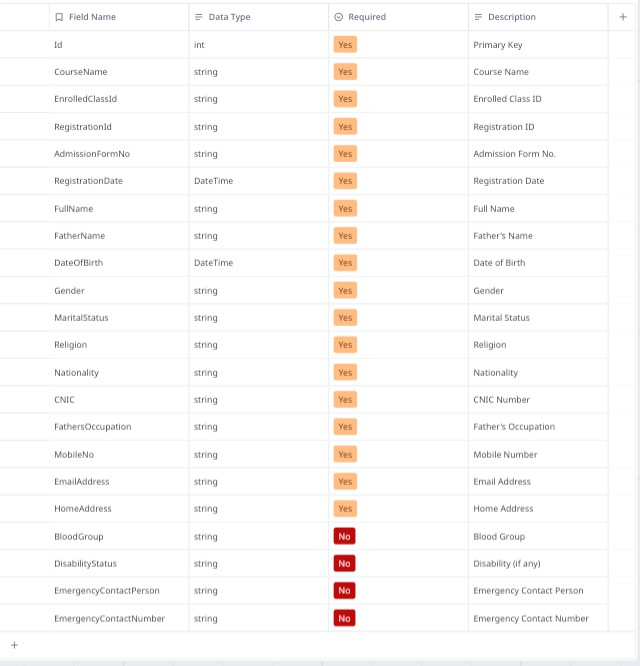 Field Name Data Type Required Description +
Id int Yes Primary Key
CourseName string Yes Course Name
EnrolledClassId string Yes Enrolled Class ID
RegistrationId string Yes Registration ID
AdmissionFormNo string Yes Admission Form No.
RegistrationDate DateTime Yes Registration Date
FullName string Yes Full Name
FatherName string Yes Father's Name
DateOfBirth DateTime Yes Date of Birth
Gender string Yes Gender
MaritalStatus string Yes Marital Status
Religion string Yes Religion
Nationality string Yes Nationality
CNIC string Yes CNIC Number
FathersOccupation string Yes Father's Occupation
MobileNo string Yes Mobile Number
EmailAddress string Yes Email Address
HomeAddress string Yes Home Address
BloodGroup string No Blood Group
DisabilityStatus string No Disability (if any)
EmergencyContactPerson string No Emergency Contact Person
EmergencyContactNumber string No Emergency Contact Number
+